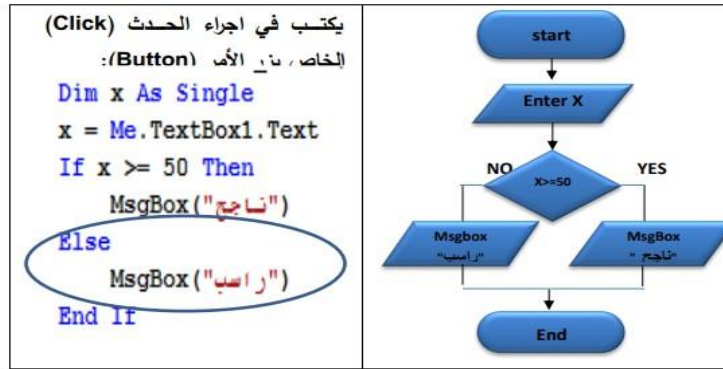 يكتب في اجراء الحدث (Click)
الخاص بزر الأمر (Button):
Dim x As Single
x = Me.TextBox1.Text
If x >= 50 Then
MsgBox("ناجح")
Else
MsgBox("راسب")
End If
start
Enter X
NO
X>=50
YES
Msgbox
"راسب"
MsgBox
"ناجح "
End